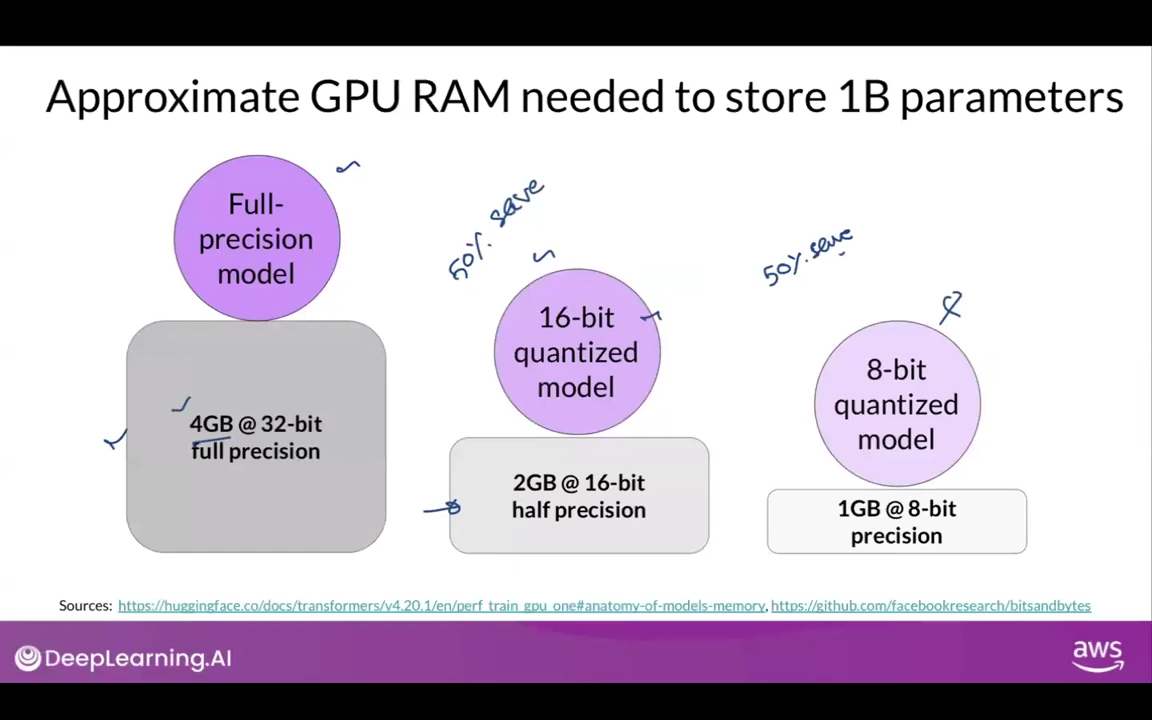 Approximate GPU RAM needed to store 1B parameters
Full-
precision
model
50% save
16-bit
quantized
model
50% save
8-bit
quantized
model
4GB @ 32-bit
full precision
2GB @ 16-bit
half precision
1GB @ 8-bit
precision
Sources: https://huggingface.co/docs/transformers/v4.20.1/en/perf_train_gpu_one#anatomy-of-models-memory, https://github.com/facebookresearch/bitsandbytes
DeepLearning.AI
aws